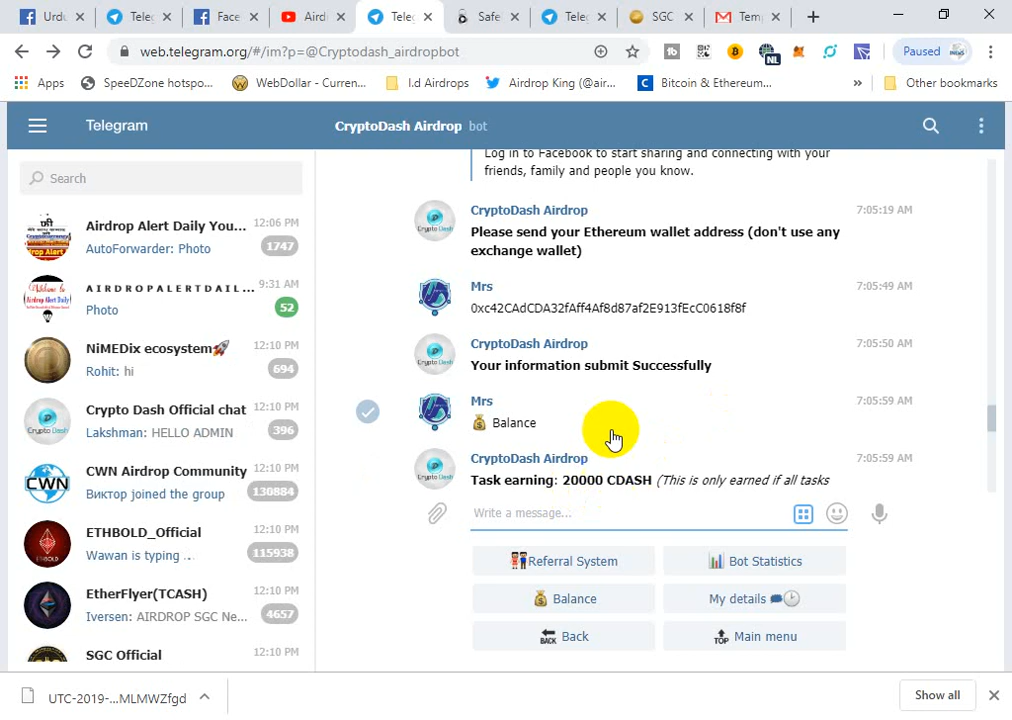 Urdu
Teleg
Face
Airdi
Teleg
Safe
Teleg
SGC
Temp
web.telegram.org/#/im?p=@Cryptodash_airdropbot
NL
Paused
Apps
SpeeDZone hotspo...
WebDollar - Curren...
I.d Airdrops
Airdrop King (@air...
Bitcoin & Ethereum...
»
Other bookmarks
Telegram
CryptoDash Airdrop bot
Search
Airdrop Alert Daily You...
12:06 PM
AutoForwarder: Photo
1747
A I R D R O P A L E R T D A I L ...
9:31 AM
Photo
52
NiMEDix ecosystem🚀
12:10 PM
Rohit: hi
694
Crypto Dash Official chat
12:10 PM
Lakshman: HELLO ADMIN
396
CWN Airdrop Community
12:10 PM
Виктор joined the group
130884
ETHBOLD_Official
12:10 PM
Wawan is typing ...
115938
EtherFlyer(TCASH)
12:10 PM
Iversen: AIRDROP SGC Ne...
4657
SGC Official
12:10 PM
Log in to Facebook to start sharing and connecting with your
friends, family and people you know.
CryptoDash Airdrop
7:05:19 AM
Please send your Ethereum wallet address (don't use any
exchange wallet)
Mrs
7:05:49 AM
0xc42CAdCDA32fAff4Af8d87af2E913fEcC0618f8f
CryptoDash Airdrop
7:05:50 AM
Your information submit Successfully
Mrs
7:05:59 AM
💰 Balance
CryptoDash Airdrop
7:05:59 AM
Task earning: 20000 CDASH (This is only earned if all tasks
Write a message...
Referral System
Bot Statistics
Balance
My details
BACK Back
TOP Main menu
UTC-2019-....MLMWZfgd
Show all